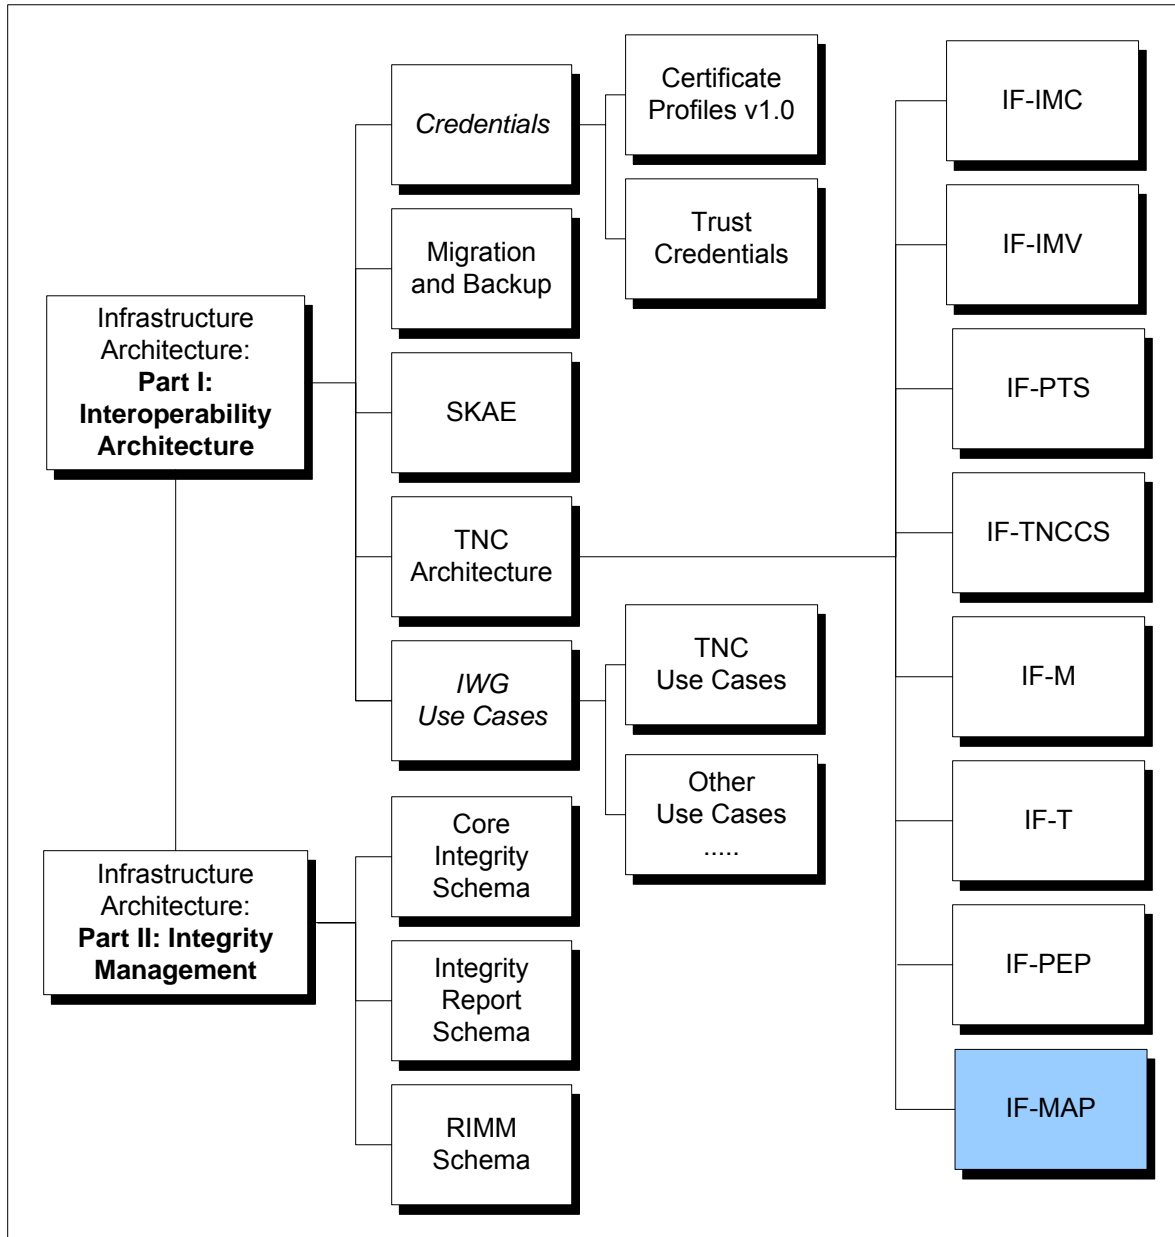 Infrastructure
Architecture:
Part I:
Interoperability
Architecture
Infrastructure
Architecture:
Part II: Integrity
Management
Credentials
Migration
and Backup
SKAE
TNC
Architecture
IWG
Use Cases
Core
Integrity
Schema
Integrity
Report
Schema
RIMM
Schema
Certificate
Profiles v1.0
Trust
Credentials
TNC
Use Cases
Other
Use Cases
.....
IF-IMC
IF-IMV
IF-PTS
IF-TNCCS
IF-M
IF-T
IF-PEP
IF-MAP